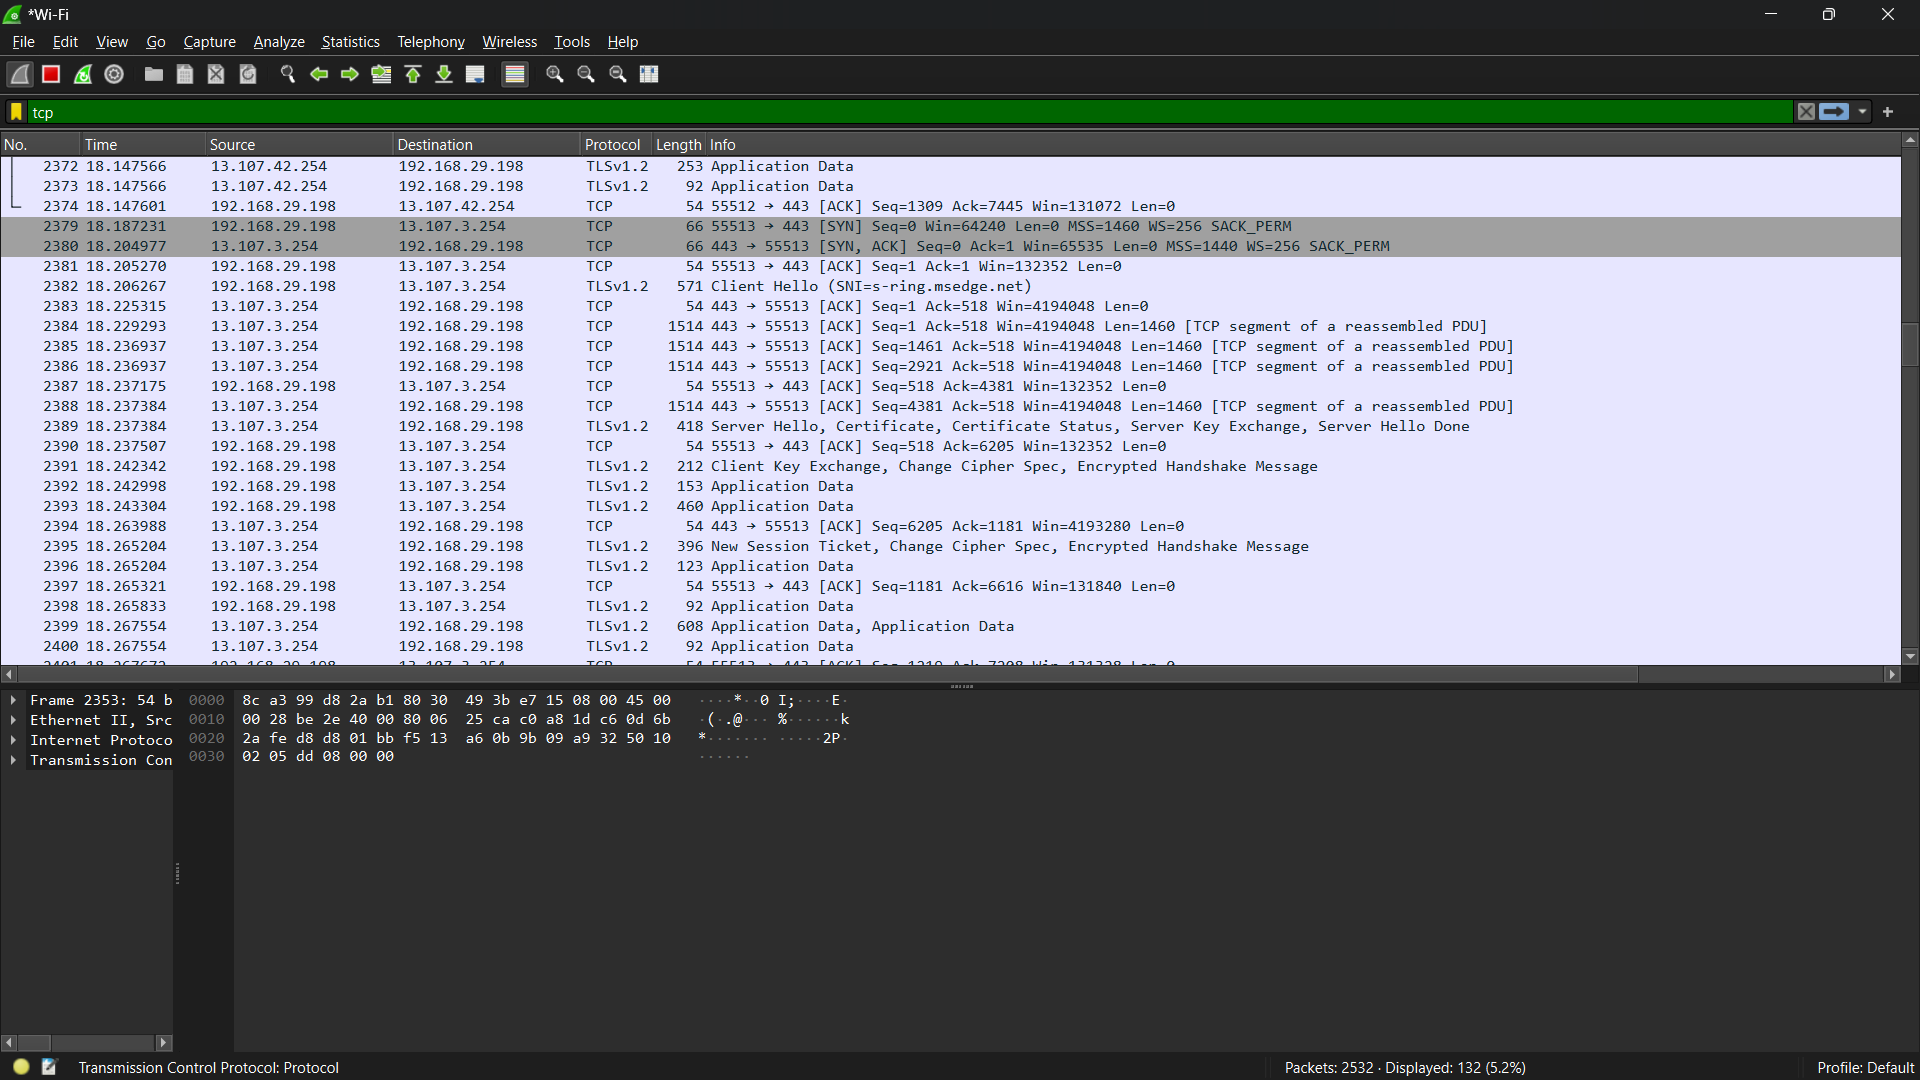 *Wi-Fi
File Edit View Go Capture Analyze Statistics Telephony Wireless Tools Help
tcp
No. Time Source Destination Protocol Length Info
2372 18.147566 13.107.42.254 192.168.29.198 TLSv1.2 253 Application Data
2373 18.147566 13.107.42.254 192.168.29.198 TLSv1.2 92 Application Data
2374 18.147601 192.168.29.198 13.107.42.254 TCP 54 55512 → 443 [ACK] Seq=1309 Ack=7445 Win=131072 Len=0
2379 18.187231 192.168.29.198 13.107.3.254 TCP 66 55513 → 443 [SYN] Seq=0 Win=64240 Len=0 MSS=1460 WS=256 SACK_PERM
2380 18.204977 13.107.3.254 192.168.29.198 TCP 66 443 → 55513 [SYN, ACK] Seq=0 Ack=1 Win=65535 Len=0 MSS=1440 WS=256 SACK_PERM
2381 18.205270 192.168.29.198 13.107.3.254 TCP 54 55513 → 443 [ACK] Seq=1 Ack=1 Win=132352 Len=0
2382 18.206267 192.168.29.198 13.107.3.254 TLSv1.2 571 Client Hello (SNI=s-ring.msedge.net)
2383 18.225315 13.107.3.254 192.168.29.198 TCP 54 443 → 55513 [ACK] Seq=1 Ack=518 Win=4194048 Len=0
2384 18.229293 13.107.3.254 192.168.29.198 TCP 1514 443 → 55513 [ACK] Seq=1 Ack=518 Win=4194048 Len=1460 [TCP segment of a reassembled PDU]
2385 18.236937 13.107.3.254 192.168.29.198 TCP 1514 443 → 55513 [ACK] Seq=1461 Ack=518 Win=4194048 Len=1460 [TCP segment of a reassembled PDU]
2386 18.236937 13.107.3.254 192.168.29.198 TCP 1514 443 → 55513 [ACK] Seq=2921 Ack=518 Win=4194048 Len=1460 [TCP segment of a reassembled PDU]
2387 18.237175 192.168.29.198 13.107.3.254 TCP 54 55513 → 443 [ACK] Seq=518 Ack=4381 Win=132352 Len=0
2388 18.237384 13.107.3.254 192.168.29.198 TCP 1514 443 → 55513 [ACK] Seq=4381 Ack=518 Win=4194048 Len=1460 [TCP segment of a reassembled PDU]
2389 18.237384 13.107.3.254 192.168.29.198 TLSv1.2 418 Server Hello, Certificate, Certificate Status, Server Key Exchange, Server Hello Done
2390 18.237507 192.168.29.198 13.107.3.254 TCP 54 55513 → 443 [ACK] Seq=518 Ack=6205 Win=132352 Len=0
2391 18.242342 192.168.29.198 13.107.3.254 TLSv1.2 212 Client Key Exchange, Change Cipher Spec, Encrypted Handshake Message
2392 18.242998 192.168.29.198 13.107.3.254 TLSv1.2 153 Application Data
2393 18.243304 192.168.29.198 13.107.3.254 TLSv1.2 460 Application Data
2394 18.263988 13.107.3.254 192.168.29.198 TCP 54 443 → 55513 [ACK] Seq=6205 Ack=1181 Win=4193280 Len=0
2395 18.265204 13.107.3.254 192.168.29.198 TLSv1.2 396 New Session Ticket, Change Cipher Spec, Encrypted Handshake Message
2396 18.265204 13.107.3.254 192.168.29.198 TLSv1.2 123 Application Data
2397 18.265321 192.168.29.198 13.107.3.254 TCP 54 55513 → 443 [ACK] Seq=1181 Ack=6616 Win=131840 Len=0
2398 18.265833 192.168.29.198 13.107.3.254 TLSv1.2 92 Application Data
2399 18.267554 13.107.3.254 192.168.29.198 TLSv1.2 608 Application Data, Application Data
2400 18.267554 13.107.3.254 192.168.29.198 TLSv1.2 92 Application Data
Frame 2353: 54 b 0000 8c a3 99 d8 2a b1 80 30 49 3b e7 15 08 00 45 00 ····*··0 I;····E·
Ethernet II, Src 0010 00 28 be 2e 40 00 80 06 25 ca c0 a8 1d c6 0d 6b ·(·.@··· %······k
Internet Protoco 0020 2a fe d8 d8 01 bb f5 13 a6 0b 9b 09 a9 32 50 10 *······· ·····2P·
Transmission Con 0030 02 05 dd 08 00 00 ······
Transmission Control Protocol: Protocol Packets: 2532 · Displayed: 132 (5.2%) Profile: Default